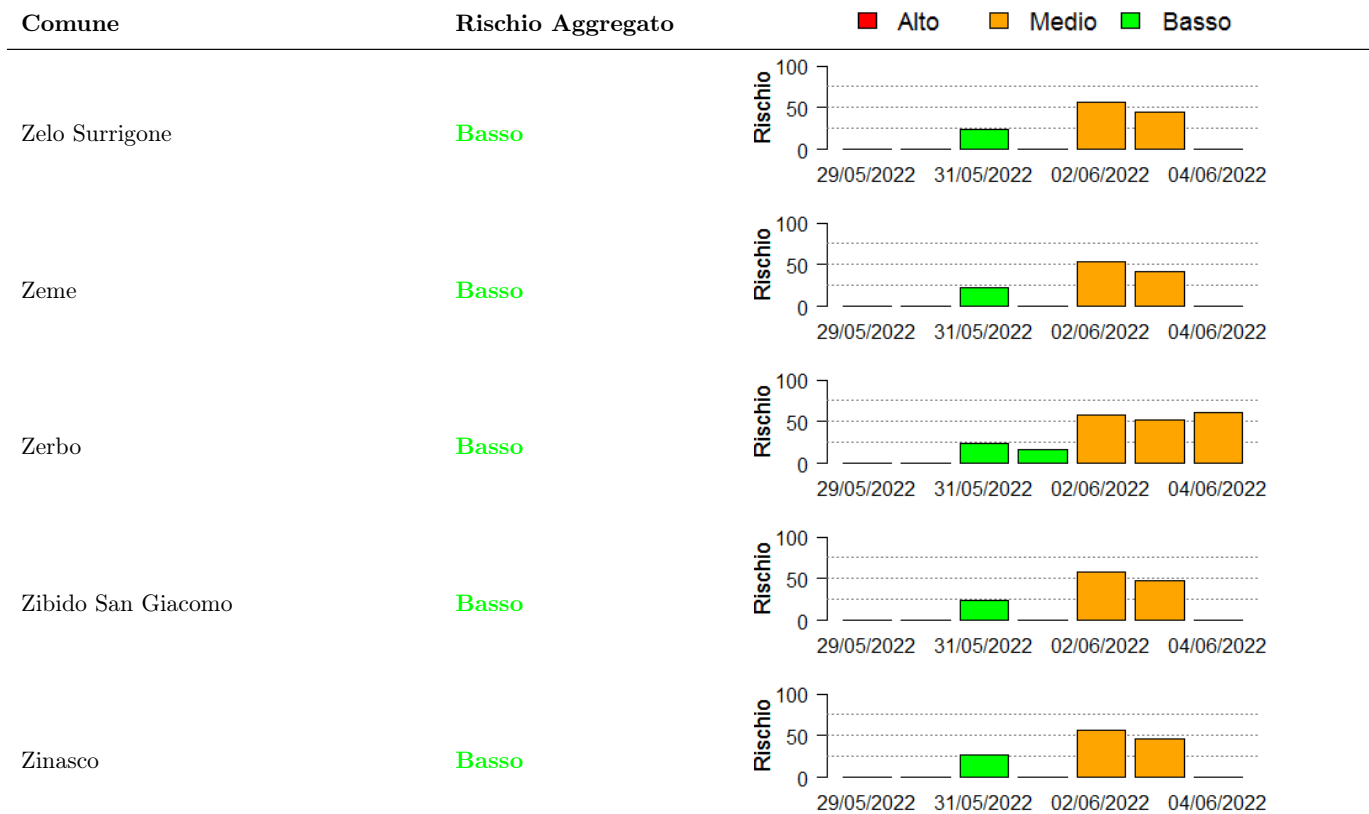 Comune Rischio Aggregato Alto Medio Basso
Zelo Surrigone Basso
Rischio
100
50
0
29/05/2022 31/05/2022 02/06/2022 04/06/2022
Zeme Basso
Rischio
100
50
0
29/05/2022 31/05/2022 02/06/2022 04/06/2022
Zerbo Basso
Rischio
100
50
0
29/05/2022 31/05/2022 02/06/2022 04/06/2022
Zibido San Giacomo Basso
Rischio
100
50
0
29/05/2022 31/05/2022 02/06/2022 04/06/2022
Zinasco Basso
Rischio
100
50
0
29/05/2022 31/05/2022 02/06/2022 04/06/2022